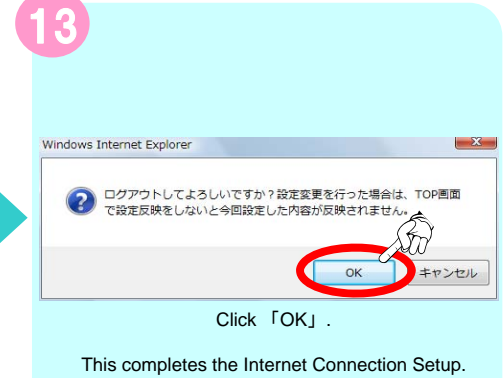 13
Windows Internet Explorer
ログアウトしてよろしいですか？設定変更を行った場合は、TOP画面
で設定反映をしないと今回設定した内容が反映されません。
OK
キャンセル
Click 「OK」.
This completes the Internet Connection Setup.